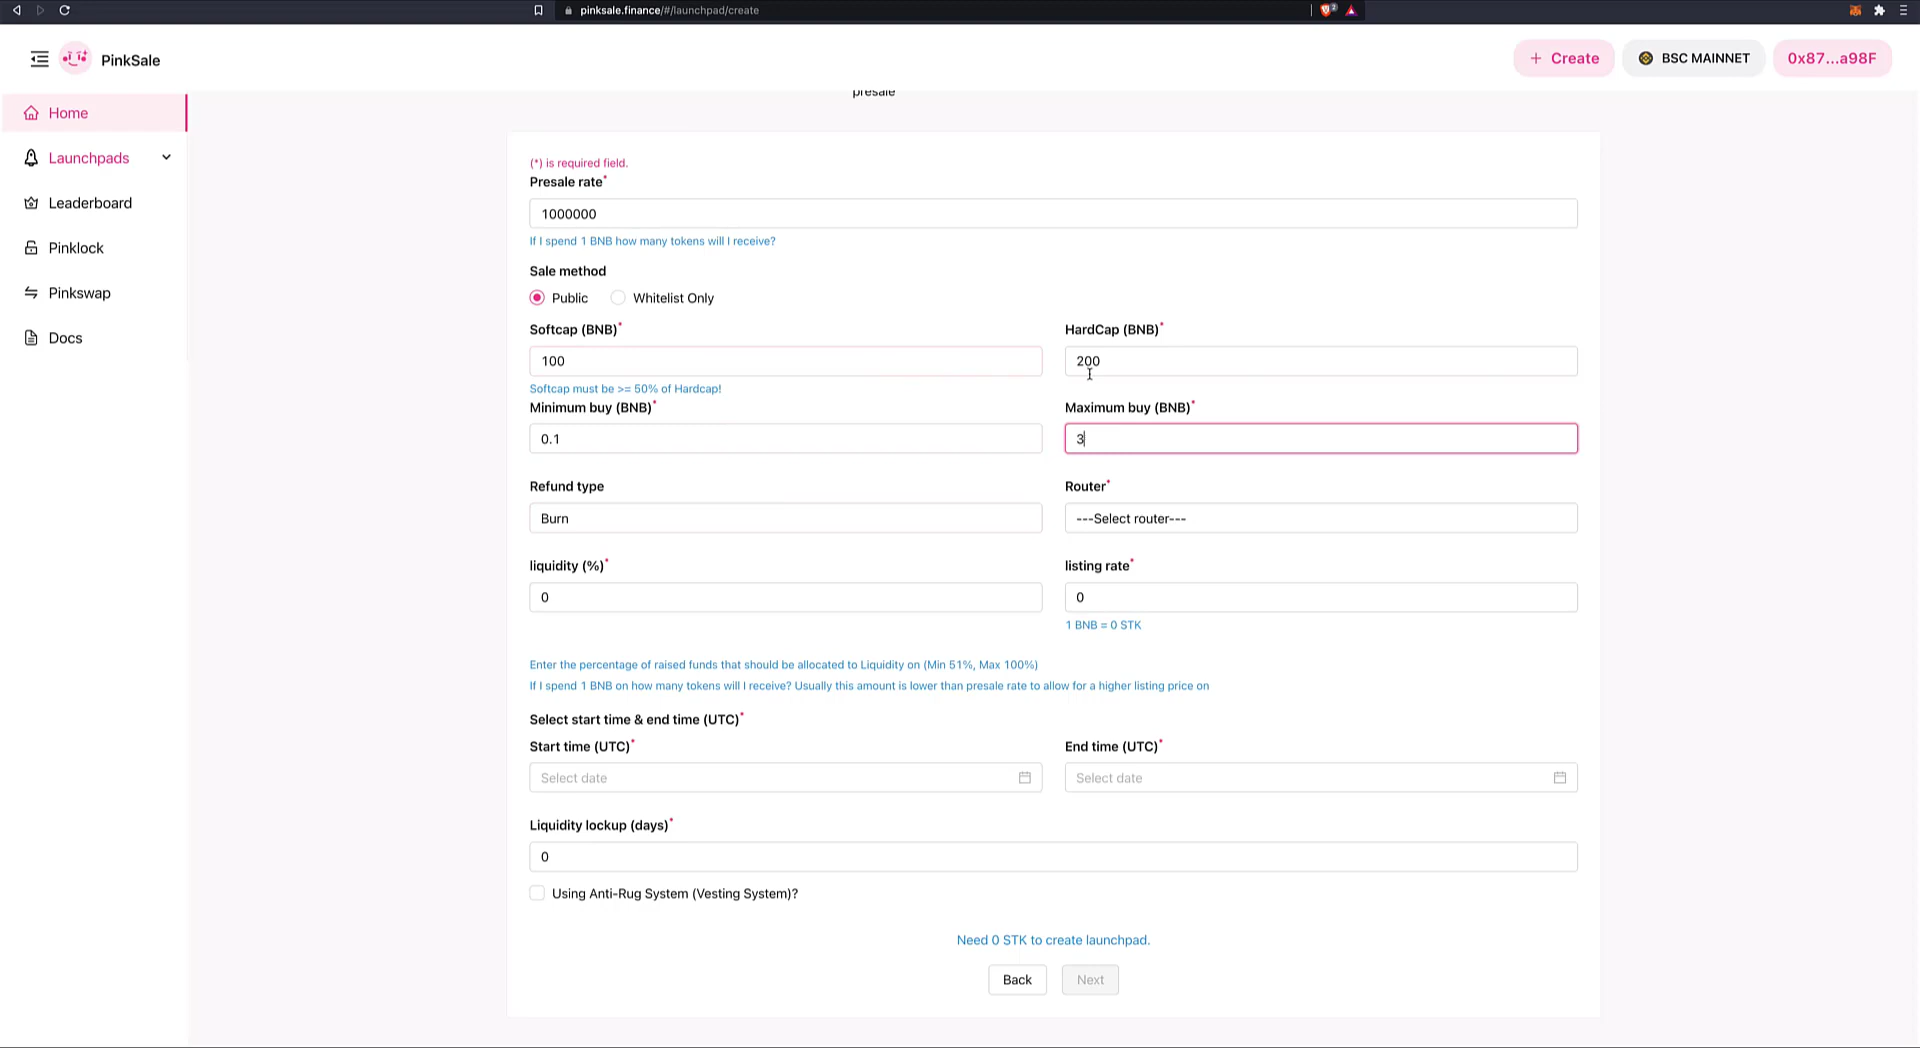 pinksale.finance/#/launchpad/create
2
PinkSale
+ Create
BSC MAINNET
0x87...a98F
Home
Launchpads
Leaderboard
Pinklock
Pinkswap
Docs
presale
(*) is required field.
Presale rate*
1000000
If I spend 1 BNB how many tokens will I receive?
Sale method
Public
Whitelist Only
Softcap (BNB)*
HardCap (BNB)*
100
200
Softcap must be >= 50% of Hardcap!
Minimum buy (BNB)*
Maximum buy (BNB)*
0.1
3
Refund type
Router*
Burn
---Select router---
liquidity (%)*
listing rate*
0
0
1 BNB = 0 STK
Enter the percentage of raised funds that should be allocated to Liquidity on (Min 51%, Max 100%)
If I spend 1 BNB on how many tokens will I receive? Usually this amount is lower than presale rate to allow for a higher listing price on
Select start time & end time (UTC)*
Start time (UTC)*
End time (UTC)*
Select date
Select date
Liquidity lockup (days)*
0
Using Anti-Rug System (Vesting System)?
Need 0 STK to create launchpad.
Back
Next